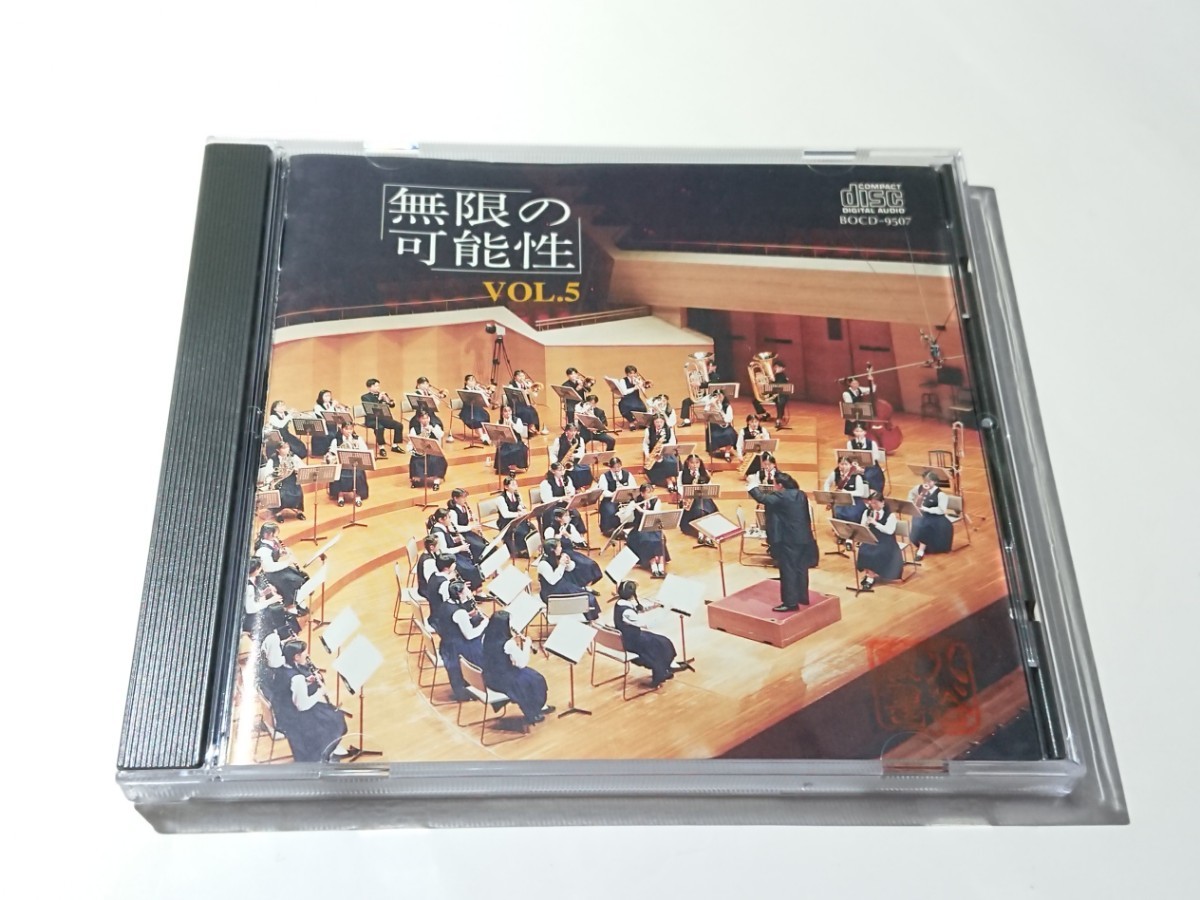 無限の
可能性
VOL.5
COMPACT
disc
DIGITAL AUDIO
BOCD-9507